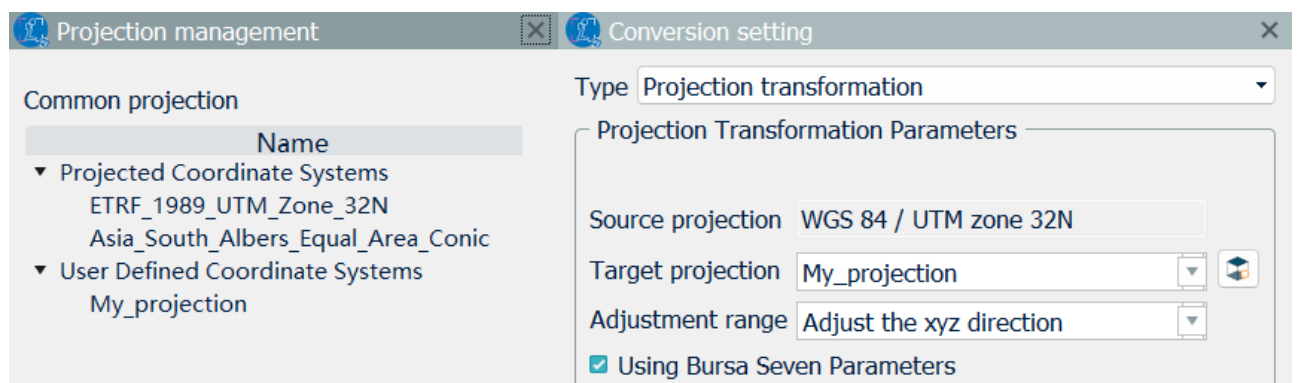 Projection management
Common projection
Name
Projected Coordinate Systems
ETRF_1989_UTM_Zone_32N
Asia_South_Albers_Equal_Area_Conic
User Defined Coordinate Systems
My_projection
Conversion setting
Type Projection transformation
Projection Transformation Parameters
Source projection WGS 84 / UTM zone 32N
Target projection My_projection
Adjustment range Adjust the xyz direction
Using Bursa Seven Parameters